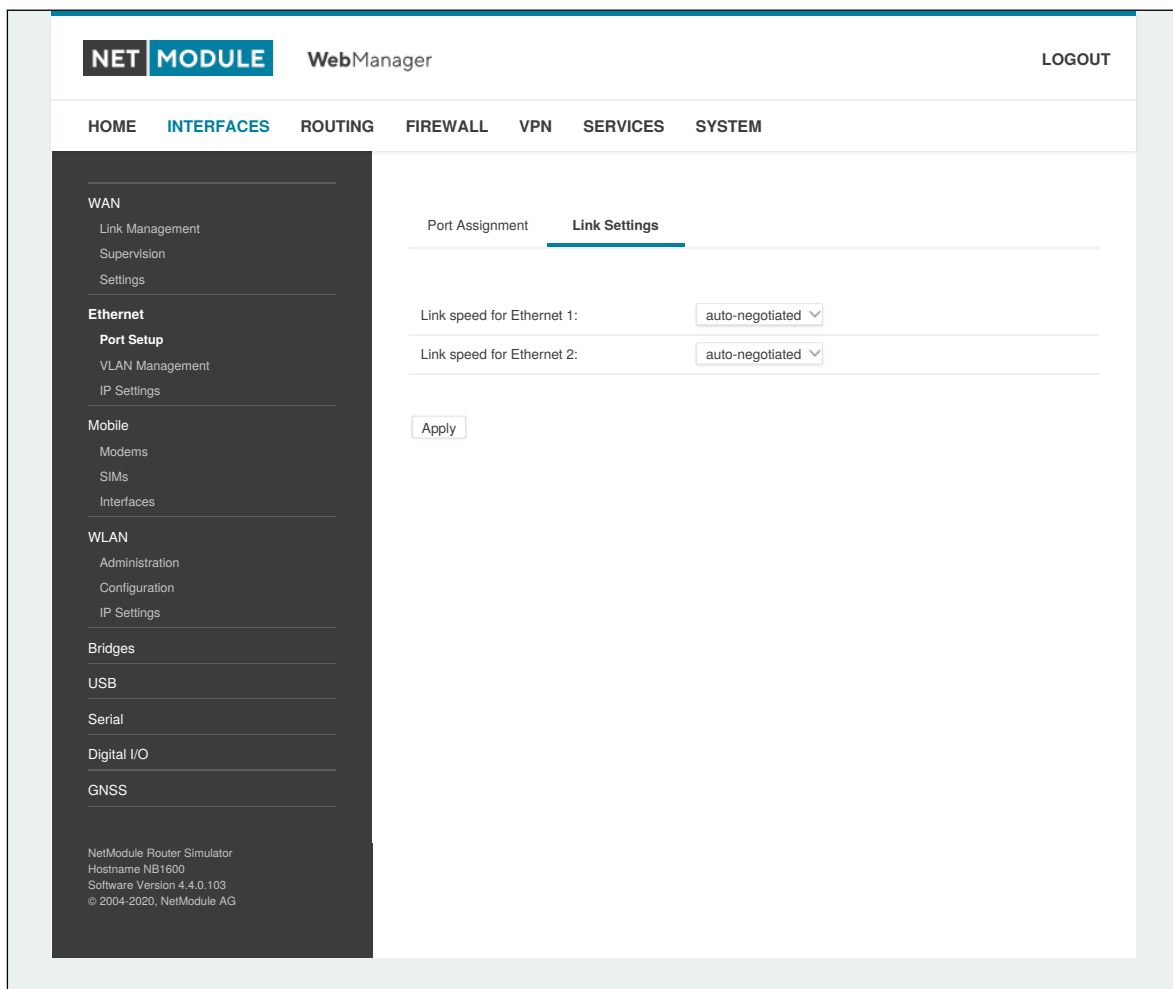 NET MODULE WebManager LOGOUT
HOME INTERFACES ROUTING FIREWALL VPN SERVICES SYSTEM
WAN
Link Management
Supervision
Settings
Ethernet
Port Setup
VLAN Management
IP Settings
Mobile
Modems
SIMs
Interfaces
WLAN
Administration
Configuration
IP Settings
Bridges
USB
Serial
Digital I/O
GNSS
NetModule Router Simulator
Hostname NB1600
Software Version 4.4.0.103
© 2004-2020, NetModule AG
Port Assignment Link Settings
Link speed for Ethernet 1: auto-negotiated
Link speed for Ethernet 2: auto-negotiated
Apply